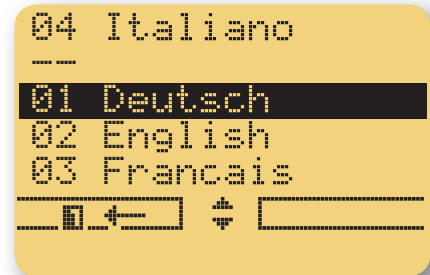 04 Italiano
--
01 Deutsch
02 English
03 Francais